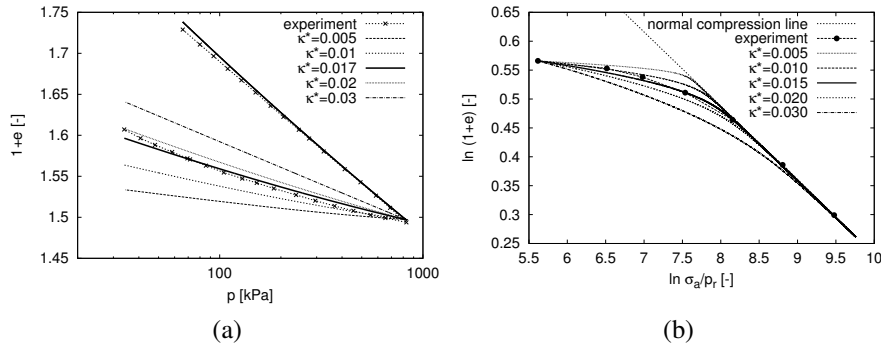 1.75
1.7
1.65
1.6
1.55
1.5
1.45
1+e [-]
100
1000
p [kPa]
experiment
κ*=0.005
κ*=0.01
κ*=0.017
κ*=0.02
κ*=0.03
(a)
0.65
0.6
0.55
0.5
0.45
0.4
0.35
0.3
0.25
ln (1+e) [-]
5.5 6 6.5 7 7.5 8 8.5 9 9.5 10
ln σa/pr [-]
normal compression line
experiment
κ*=0.005
κ*=0.010
κ*=0.015
κ*=0.020
κ*=0.030
(b)